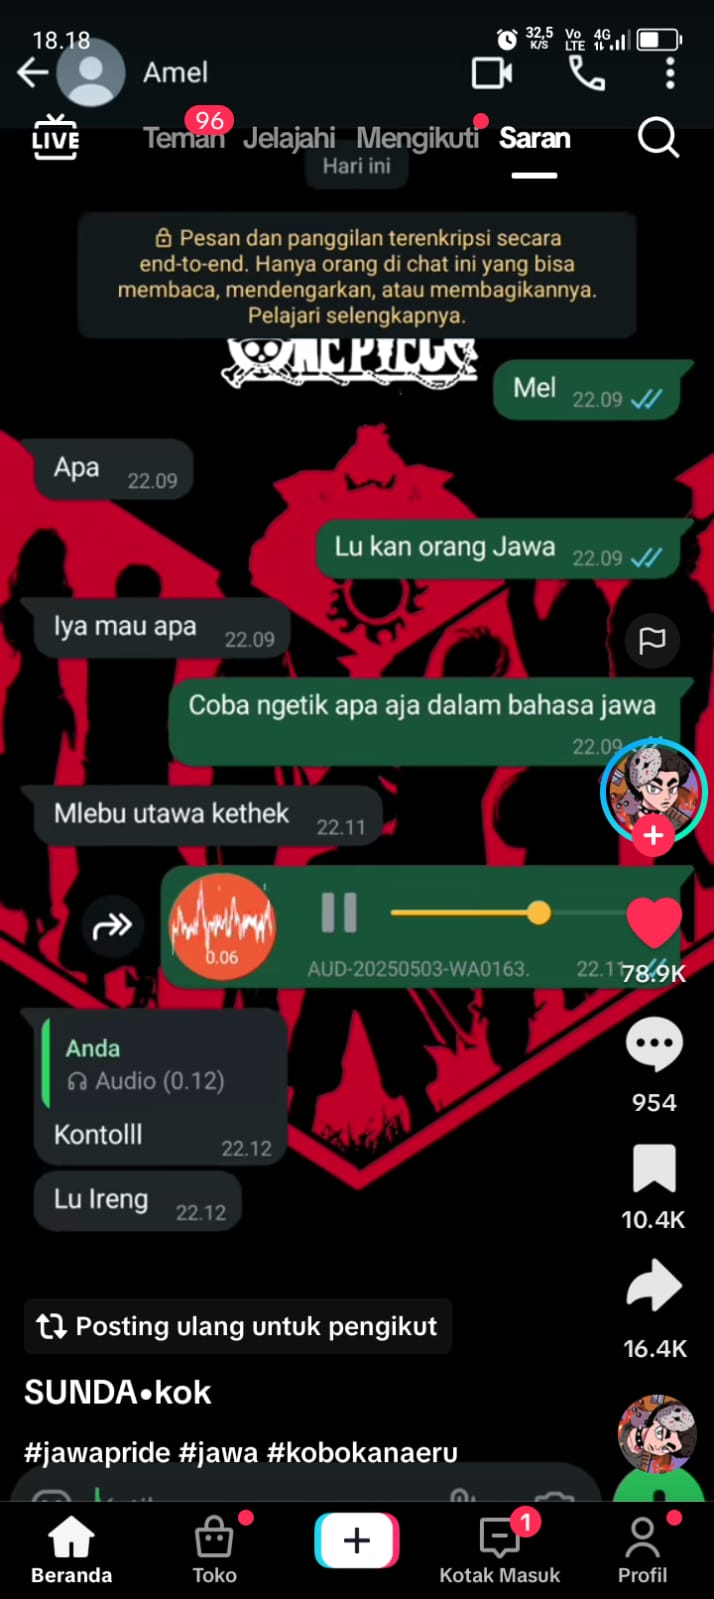 18.18
32,5 K/S
Vo LTE
4G
Amel
LIVE
Teman
96
Jelajahi
Mengikuti
Saran
Hari ini
Pesan dan panggilan terenkripsi secara
end-to-end. Hanya orang di chat ini yang bisa
membaca, mendengarkan, atau membagikannya.
Pelajari selengkapnya.
ONE PIECE
Mel 22.09
Apa 22.09
Lu kan orang Jawa 22.09
Iya mau apa 22.09
Coba ngetik apa aja dalam bahasa jawa
22.09
Mlebu utawa kethek 22.11
0.06
AUD-20250503-WA0163. 22.11
78.9K
Anda
Audio (0.12)
Kontolll 22.12
954
Lu Ireng 22.12
10.4K
Posting ulang untuk pengikut
16.4K
SUNDA•kok
#jawapride #jawa #kobokanaeru
Beranda
Toko
Kotak Masuk
1
Profil